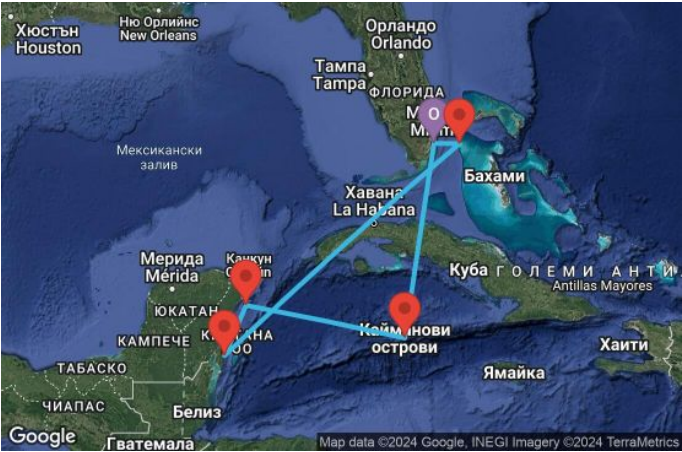 Хюстън
Houston
Ню Орлийнс
New Orleans
Орландо
Orlando
Тампа
Tampa
ФЛОРИДА
O
Мексикански
залив
Бахами
Хавана
La Habana
Мерида
Mérida
Канкун
ЮКАТАН
Куба
ГОЛЕМИ АНТИ
Antillas Mayores
КАМПЕЧЕ
Кайманови
острови
Хаити
ТАБАСКО
Ямайка
ЧИАПАС
Белиз
Google
Гватемала
Map data ©2024 Google, INEGI Imagery ©2024 TerraMetrics